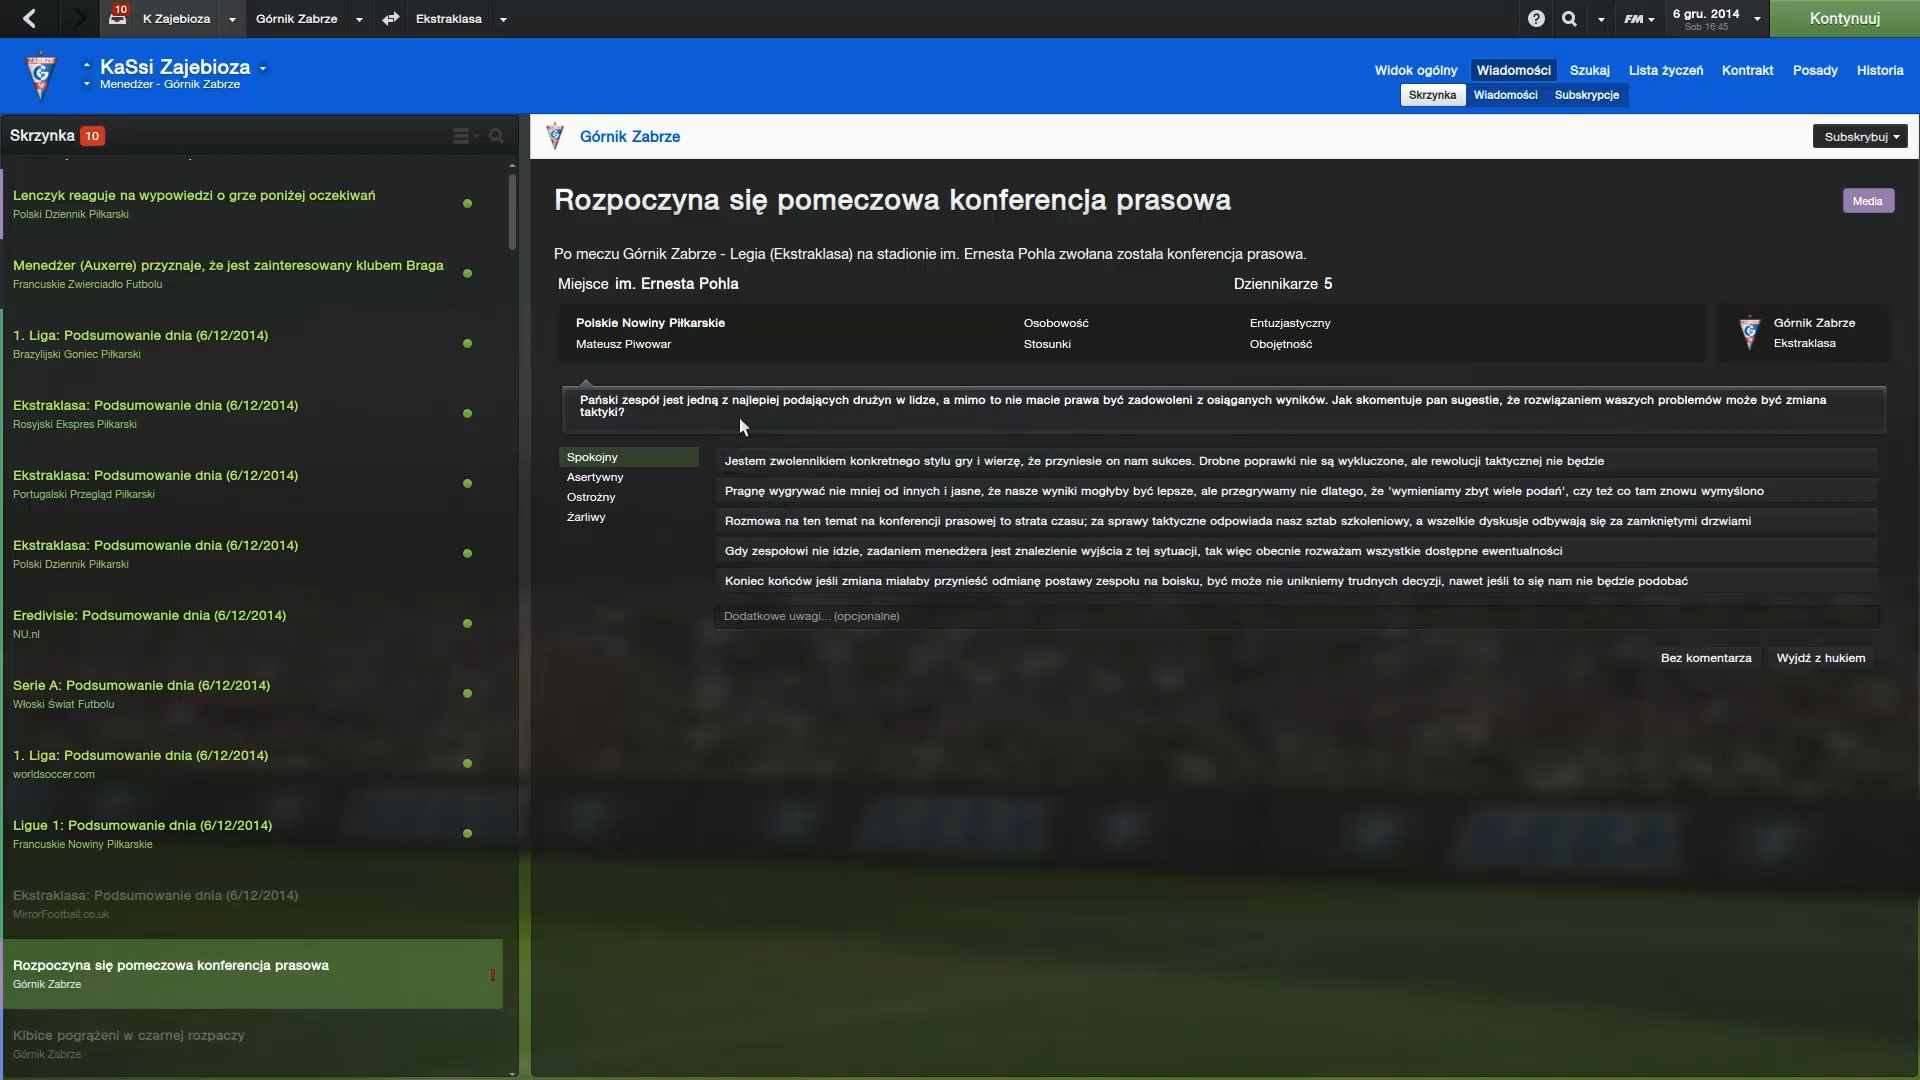 10
K Zajebioza
Górnik Zabrze
Ekstraklasa
FM
6 gru. 2014
Sob 16:45
Kontynuuj
KaSsi Zajebioza
Menedżer - Górnik Zabrze
Widok ogólny
Wiadomości
Szukaj
Lista życzeń
Kontrakt
Posady
Historia
Skrzynka
Wiadomości
Subskrypcje
Skrzynka 10
Lenczyk reaguje na wypowiedzi o grze poniżej oczekiwań
Polski Dziennik Piłkarski
Menedżer (Auxerre) przyznaje, że jest zainteresowany klubem Braga
Francuskie Zwierciadło Futbolu
1. Liga: Podsumowanie dnia (6/12/2014)
Brazylijski Goniec Piłkarski
Ekstraklasa: Podsumowanie dnia (6/12/2014)
Rosyjski Ekspres Piłkarski
Ekstraklasa: Podsumowanie dnia (6/12/2014)
Portugalski Przegląd Piłkarski
Ekstraklasa: Podsumowanie dnia (6/12/2014)
Polski Dziennik Piłkarski
Eredivisie: Podsumowanie dnia (6/12/2014)
NU.nl
Serie A: Podsumowanie dnia (6/12/2014)
Włoski Świat Futbolu
1. Liga: Podsumowanie dnia (6/12/2014)
worldsoccer.com
Ligue 1: Podsumowanie dnia (6/12/2014)
Francuskie Nowiny Piłkarskie
Ekstraklasa: Podsumowanie dnia (6/12/2014)
MirrorFootball.co.uk
Rozpoczyna się pomeczowa konferencja prasowa
Górnik Zabrze
Kibice pogrążeni w czarnej rozpaczy
Górnik Zabrze
Górnik Zabrze
Subskrybuj
Rozpoczyna się pomeczowa konferencja prasowa
Media
Po meczu Górnik Zabrze - Legia (Ekstraklasa) na stadionie im. Ernesta Pohla zwołana została konferencja prasowa.
Miejsce im. Ernesta Pohla
Dziennikarze 5
Polskie Nowiny Piłkarskie
Osobowość
Entuzjastyczny
Mateusz Piwowar
Stosunki
Obojętność
Górnik Zabrze
Ekstraklasa
Pański zespół jest jedną z najlepiej podających drużyn w lidze, a mimo to nie macie prawa być zadowoleni z osiąganych wyników. Jak skomentuje pan sugestie, że rozwiązaniem waszych problemów może być zmiana
taktyki?
Spokojny
Asertywny
Ostrożny
Żarliwy
Jestem zwolennikiem konkretnego stylu gry i wierzę, że przyniesie on nam sukces. Drobne poprawki nie są wykluczone, ale rewolucji taktycznej nie będzie
Pragnę wygrywać nie mniej od innych i jasne, że nasze wyniki mogłyby być lepsze, ale przegrywamy nie dlatego, że 'wymieniamy zbyt wiele podań', czy też co tam znowu wymyślono
Rozmowa na ten temat na konferencji prasowej to strata czasu; za sprawy taktyczne odpowiada nasz sztab szkoleniowy, a wszelkie dyskusje odbywają się za zamkniętymi drzwiami
Gdy zespołowi nie idzie, zadaniem menedżera jest znalezienie wyjścia z tej sytuacji, tak więc obecnie rozważam wszystkie dostępne ewentualności
Koniec końców jeśli zmiana miałaby przynieść odmianę postawy zespołu na boisku, być może nie unikniemy trudnych decyzji, nawet jeśli to się nam nie będzie podobać
Dodatkowe uwagi... (opcjonalne)
Bez komentarza
Wyjdź z hukiem